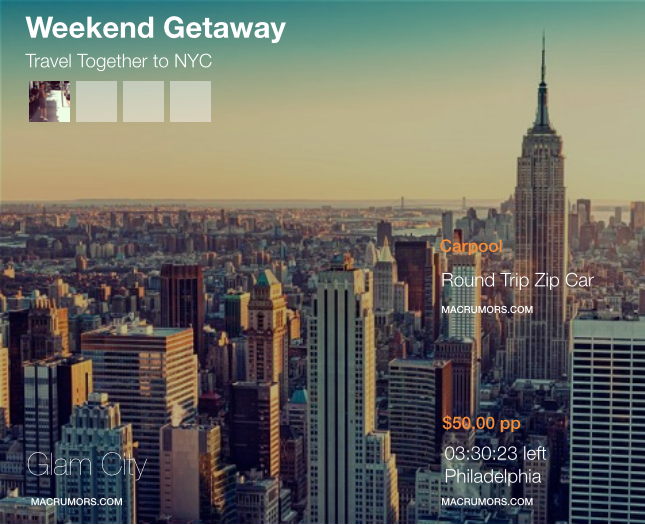 Weekend Getaway
Travel Together to NYC
Carpool
Round Trip Zip Car
MACRUMORS.COM
$50.00 pp
03:30:23 left
Philadelphia
MACRUMORS.COM
Glam City
MACRUMORS.COM